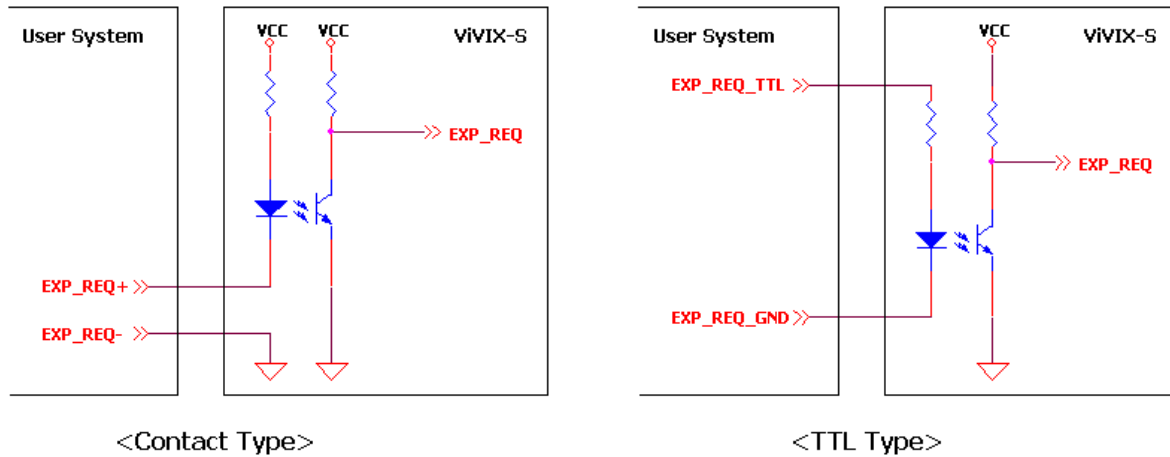 User System
VCC
VCC
ViVIX-S
EXP_REQ
EXP_REQ+
EXP_REQ-
<Contact Type>
User System
VCC
ViVIX-S
EXP_REQ_TTL
EXP_REQ
EXP_REQ_GND
<TTL Type>